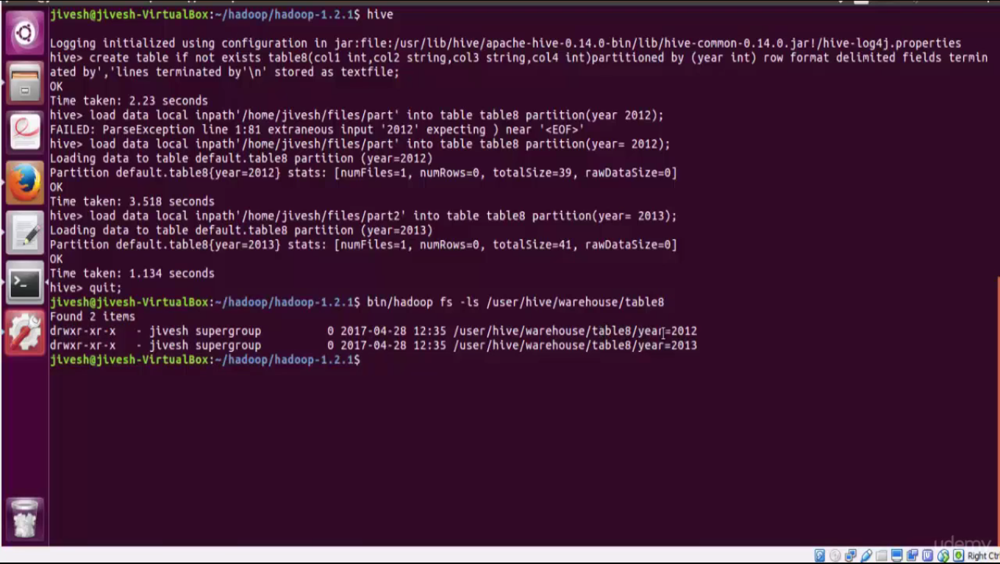 jivesh@jivesh-VirtualBox:~/hadoop/hadoop-1.2.1$ hive
Logging initialized using configuration in jar:file:/usr/lib/hive/apache-hive-0.14.0-bin/lib/hive-common-0.14.0.jar!/hive-log4j.properties
hive> create table if not exists table8(col1 int,col2 string,col3 string,col4 int)partitioned by (year int) row format delimited fields termin
ated by','lines terminated by'\n' stored as textfile;
OK
Time taken: 2.23 seconds
hive> load data local inpath'/home/jivesh/files/part' into table table8 partition(year 2012);
FAILED: ParseException line 1:81 extraneous input '2012' expecting ) near '<EOF>'
hive> load data local inpath'/home/jivesh/files/part' into table table8 partition(year= 2012);
Loading data to table default.table8 partition (year=2012)
Partition default.table8{year=2012} stats: [numFiles=1, numRows=0, totalSize=39, rawDataSize=0]
OK
Time taken: 3.518 seconds
hive> load data local inpath'/home/jivesh/files/part2' into table table8 partition(year= 2013);
Loading data to table default.table8 partition (year=2013)
Partition default.table8{year=2013} stats: [numFiles=1, numRows=0, totalSize=41, rawDataSize=0]
OK
Time taken: 1.134 seconds
hive> quit;
jivesh@jivesh-VirtualBox:~/hadoop/hadoop-1.2.1$ bin/hadoop fs -ls /user/hive/warehouse/table8
Found 2 items
drwxr-xr-x   - jivesh supergroup          0 2017-04-28 12:35 /user/hive/warehouse/table8/year=2012
drwxr-xr-x   - jivesh supergroup          0 2017-04-28 12:35 /user/hive/warehouse/table8/year=2013
jivesh@jivesh-VirtualBox:~/hadoop/hadoop-1.2.1$
udemy
Right Ctr